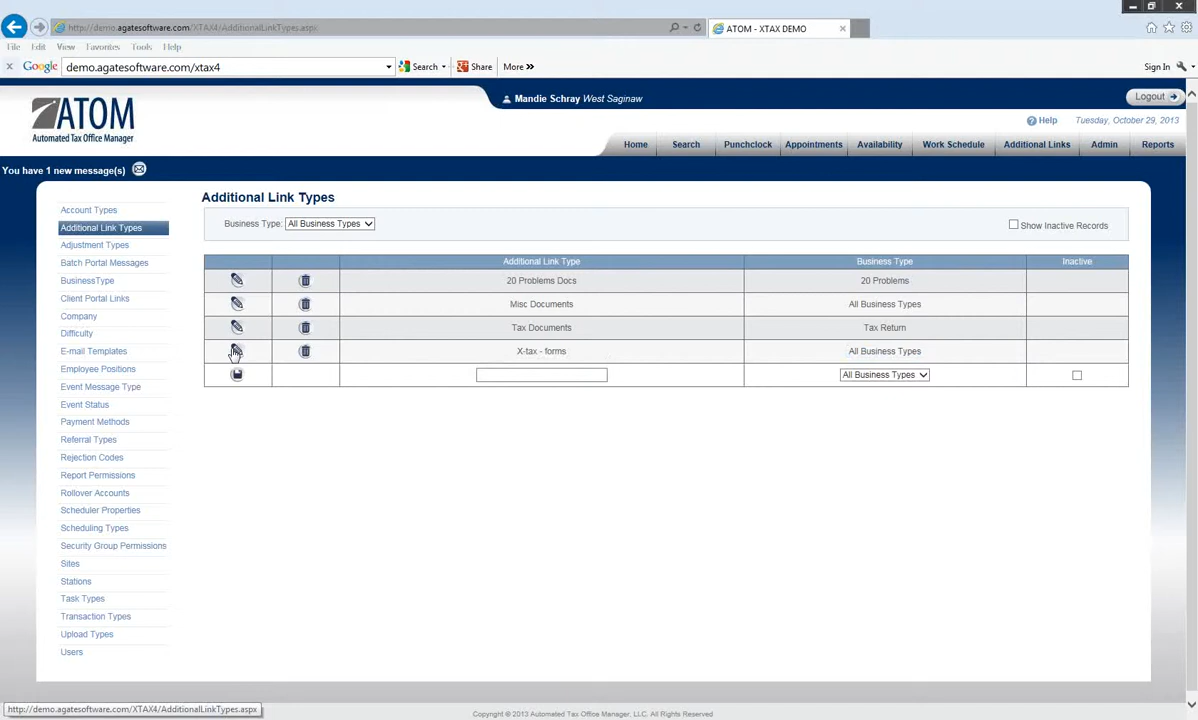 http://demo.agatesoftware.com/XTAX4/AdditionalLinkTypes.aspx
ATOM - XTAX DEMO
File Edit View Favorites Tools Help
Google demo.agatesoftware.com/xtax4 Search Share More » Sign In
Mandie Schray West Saginaw
Logout
ATOM
Automated Tax Office Manager
Help Tuesday, October 29, 2013
Home Search Punchclock Appointments Availability Work Schedule Additional Links Admin Reports
You have 1 new message(s)
Account Types
Additional Link Types
Adjustment Types
Batch Portal Messages
BusinessType
Client Portal Links
Company
Difficulty
E-mail Templates
Employee Positions
Event Message Type
Event Status
Payment Methods
Referral Types
Rejection Codes
Report Permissions
Rollover Accounts
Scheduler Properties
Scheduling Types
Security Group Permissions
Sites
Stations
Task Types
Transaction Types
Upload Types
Users
Additional Link Types
Business Type: All Business Types
Show Inactive Records
Additional Link Type Business Type Inactive
20 Problems Docs 20 Problems
Misc Documents All Business Types
Tax Documents Tax Return
X-tax - forms All Business Types
All Business Types
http://demo.agatesoftware.com/XTAX4/AdditionalLinkTypes.aspx
Copyright © 2013 Automated Tax Office Manager, LLC. All Rights Reserved